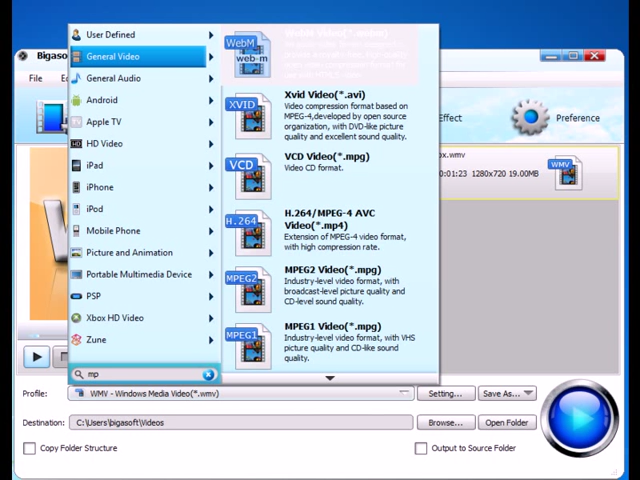 User Defined
General Video
General Audio
Android
Apple TV
HD Video
iPad
iPhone
iPod
Mobile Phone
Picture and Animation
Portable Multimedia Device
PSP
Xbox HD Video
Zune
mp
WebM
web-m
WebM Video(*.webm)
XVID
Xvid Video(*.avi)
Video compression format based on
MPEG-4,developed by open source
organization, with DVD-like picture
quality and excellent sound quality.
VCD
VCD Video(*.mpg)
Video CD format.
H.264
H.264/MPEG-4 AVC
Video(*.mp4)
Extension of MPEG-4 video format,
with high compression rate.
MPEG2
MPEG2 Video(*.mpg)
Industry-level video format, with
broadcast-level picture quality and
CD-level sound quality.
MPEG1
MPEG1 Video(*.mpg)
Industry-level video format, with VHS
picture quality and CD-like sound
quality.
Bigaso
File
Ed
Effect
Preference
ox.wmv
0:01:23 1280x720 19.00MB
WMV
Profile:
WMV - Windows Media Video(*.wmv)
Setting...
Save As...
Destination:
C:\Users\bigasoft\Videos
Browse...
Open Folder
Copy Folder Structure
Output to Source Folder